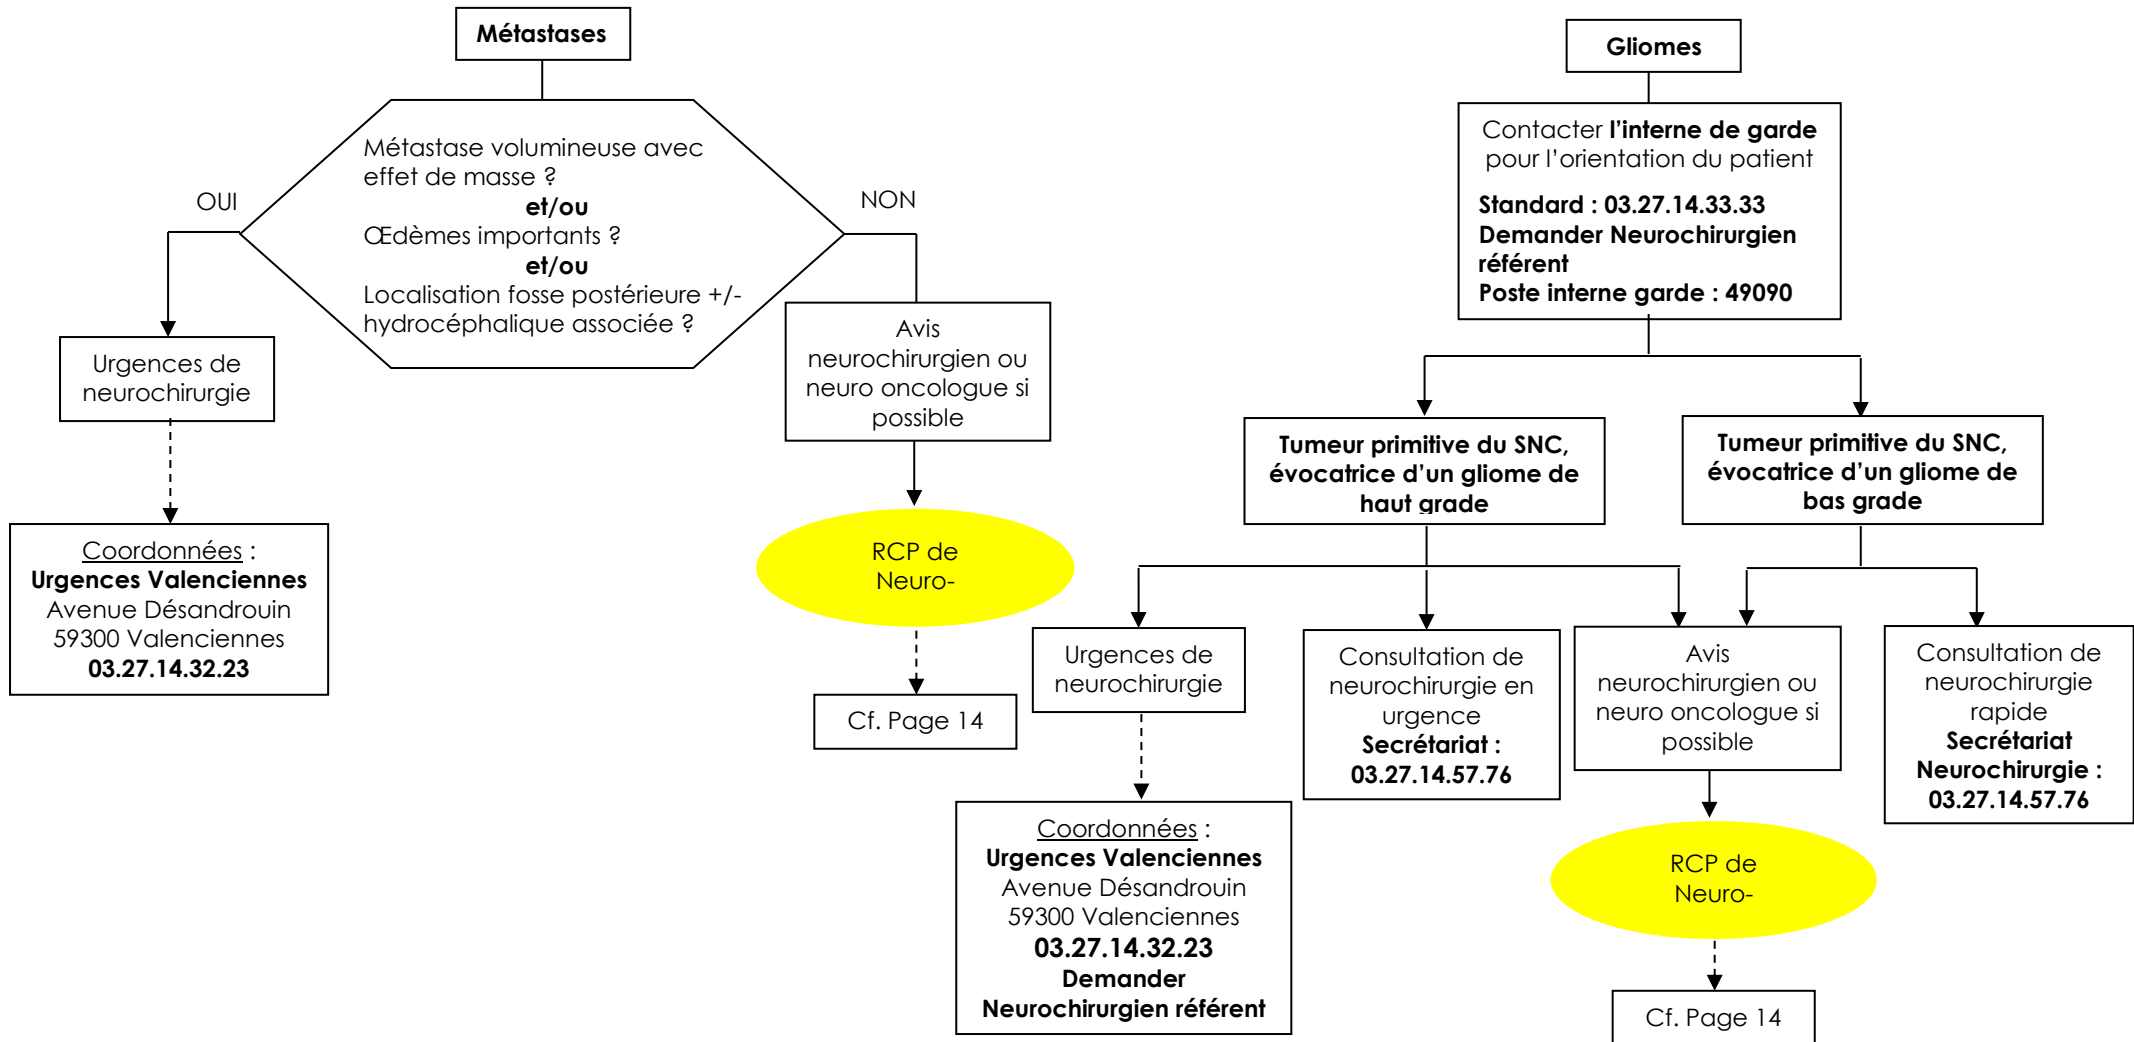 Métastases
Métastase volumineuse avec
effet de masse ?
et/ou
Œdèmes importants ?
et/ou
Localisation fosse postérieure +/-
hydrocéphalique associée ?
OUI
NON
Urgences de
neurochirurgie
Coordonnées :
Urgences Valenciennes
Avenue Désandrouin
59300 Valenciennes
03.27.14.32.23
Avis
neurochirurgien ou
neuro oncologue si
possible
RCP de
Neuro-
Cf. Page 14
Gliomes
Contacter l’interne de garde
pour l’orientation du patient
Standard : 03.27.14.33.33
Demander Neurochirurgien
référent
Poste interne garde : 49090
Tumeur primitive du SNC,
évocatrice d’un gliome de
haut grade
Tumeur primitive du SNC,
évocatrice d’un gliome de
bas grade
Urgences de
neurochirurgie
Coordonnées :
Urgences Valenciennes
Avenue Désandrouin
59300 Valenciennes
03.27.14.32.23
Demander
Neurochirurgien référent
Consultation de
neurochirurgie en
urgence
Secrétariat :
03.27.14.57.76
Avis
neurochirurgien ou
neuro oncologue si
possible
RCP de
Neuro-
Cf. Page 14
Consultation de
neurochirurgie
rapide
Secrétariat
Neurochirurgie :
03.27.14.57.76